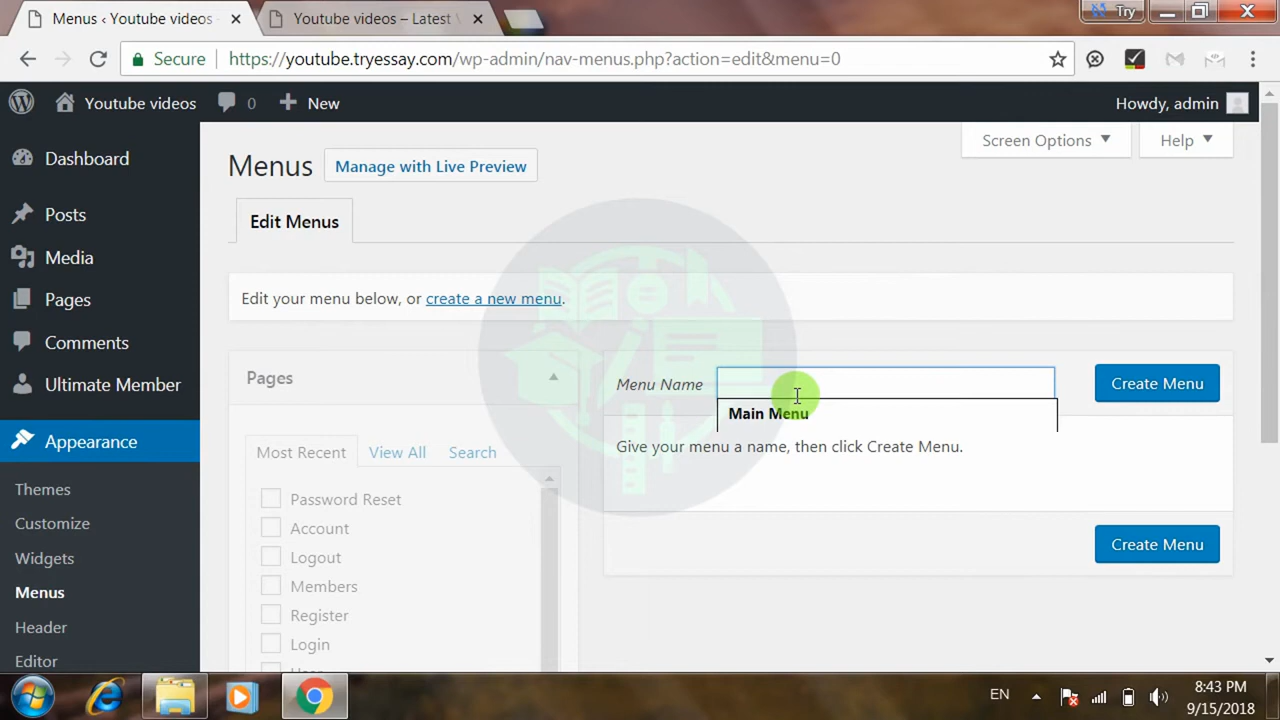 Menus ‹ Youtube videos
Youtube videos – Latest
Try
Secure
https://youtube.tryessay.com/wp-admin/nav-menus.php?action=edit&menu=0
Youtube videos
0
New
Howdy, admin
Dashboard
Posts
Media
Pages
Comments
Ultimate Member
Appearance
Themes
Customize
Widgets
Menus
Header
Editor
Screen Options
Help
Menus
Manage with Live Preview
Edit Menus
Edit your menu below, or create a new menu.
Pages
Most Recent
View All
Search
Password Reset
Account
Logout
Members
Register
Login
Menu Name
Create Menu
Main Menu
Give your menu a name, then click Create Menu.
Create Menu
EN
8:43 PM
9/15/2018